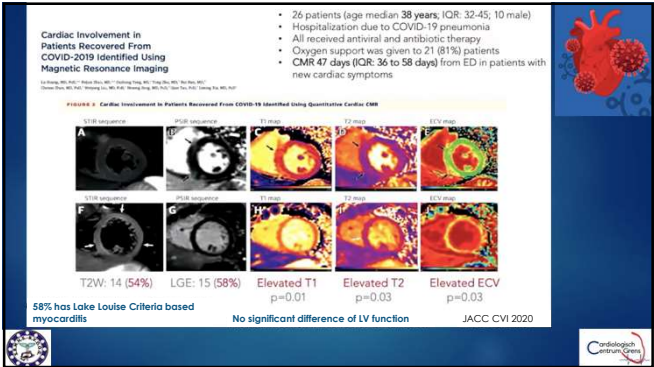 Cardiac Involvement in
Patients Recovered From
COVID-2019 Identified Using
Magnetic Resonance Imaging
• 26 patients (age median 38 years; IQR: 32-45; 10 male)
• Hospitalization due to COVID-19 pneumonia
• All received antiviral and antibiotic therapy
• Oxygen support was given to 21 (81%) patients
• CMR 47 days (IQR: 36 to 58 days) from ED in patients with
new cardiac symptoms
FIGURE 3 Cardiac Involvement in Patients Recovered From COVID-19 Identified Using Quantitative Cardiac CMR
STIR sequence PSIR sequence T1 map T2 map ECV map
A B C D E
STIR sequence PSIR sequence T1 map T2 map ECV map
F G H
T2W: 14 (54%) LGE: 15 (58%) Elevated T1 Elevated T2 Elevated ECV
p=0.01 p=0.03 p=0.03
58% has Lake Louise Criteria based
myocarditis
No significant difference of LV function JACC CVI 2020
Cardiologisch
Centrum Grens